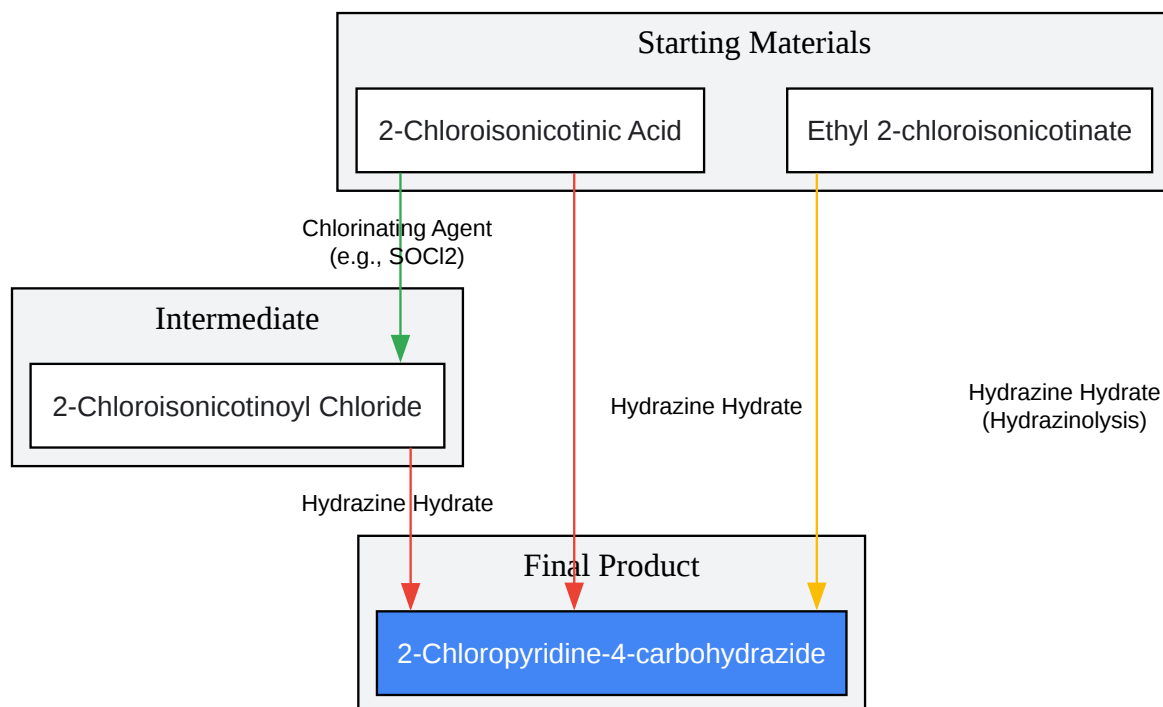 Starting Materials
2-Chloroisonicotinic Acid
Ethyl 2-chloroisonicotinate
Chlorinating Agent
(e.g., SOCl2)
Intermediate
2-Chloroisonicotinoyl Chloride
Hydrazine Hydrate
Hydrazine Hydrate
(Hydrazinolysis)
Hydrazine Hydrate
Final Product
2-Chloropyridine-4-carbohydrazide